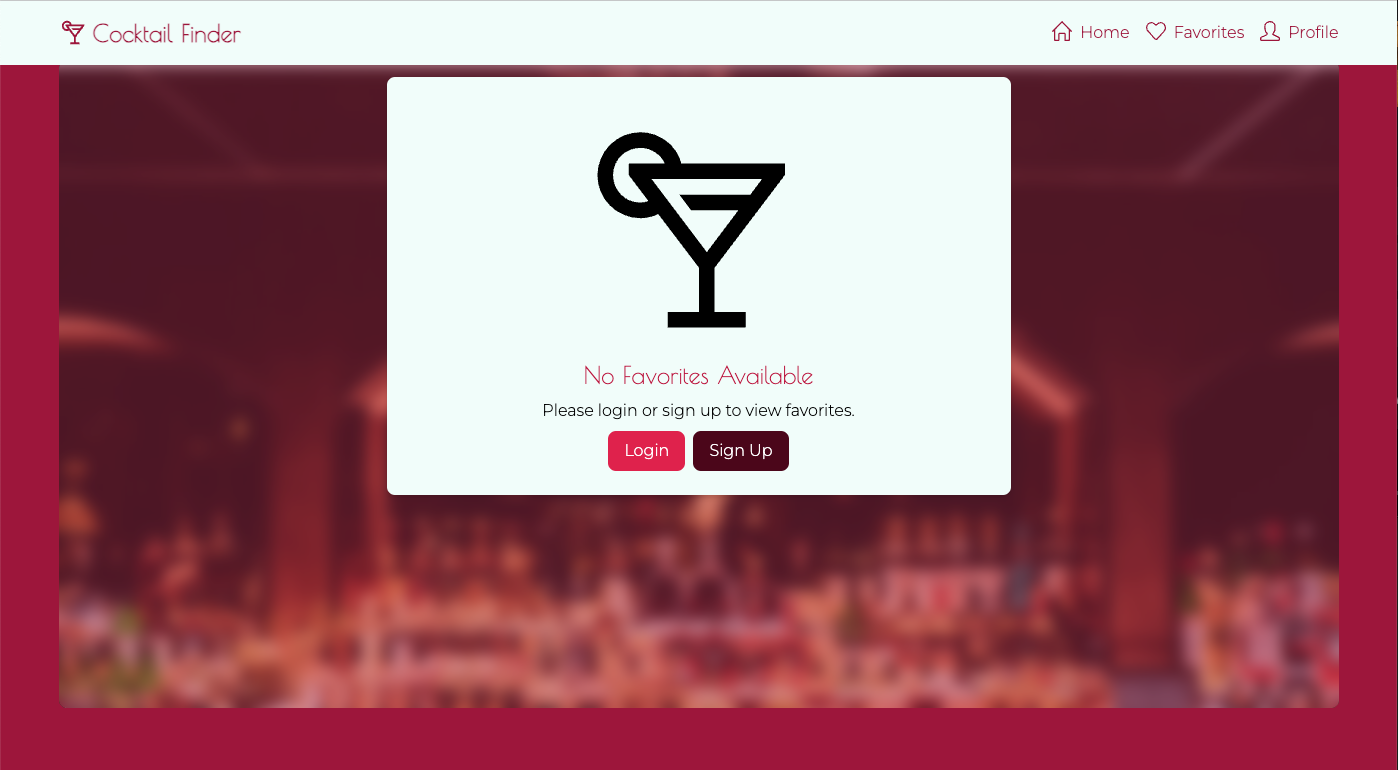 Cocktail Finder
Home
Favorites
Profile
No Favorites Available
Please login or sign up to view favorites.
Login
Sign Up